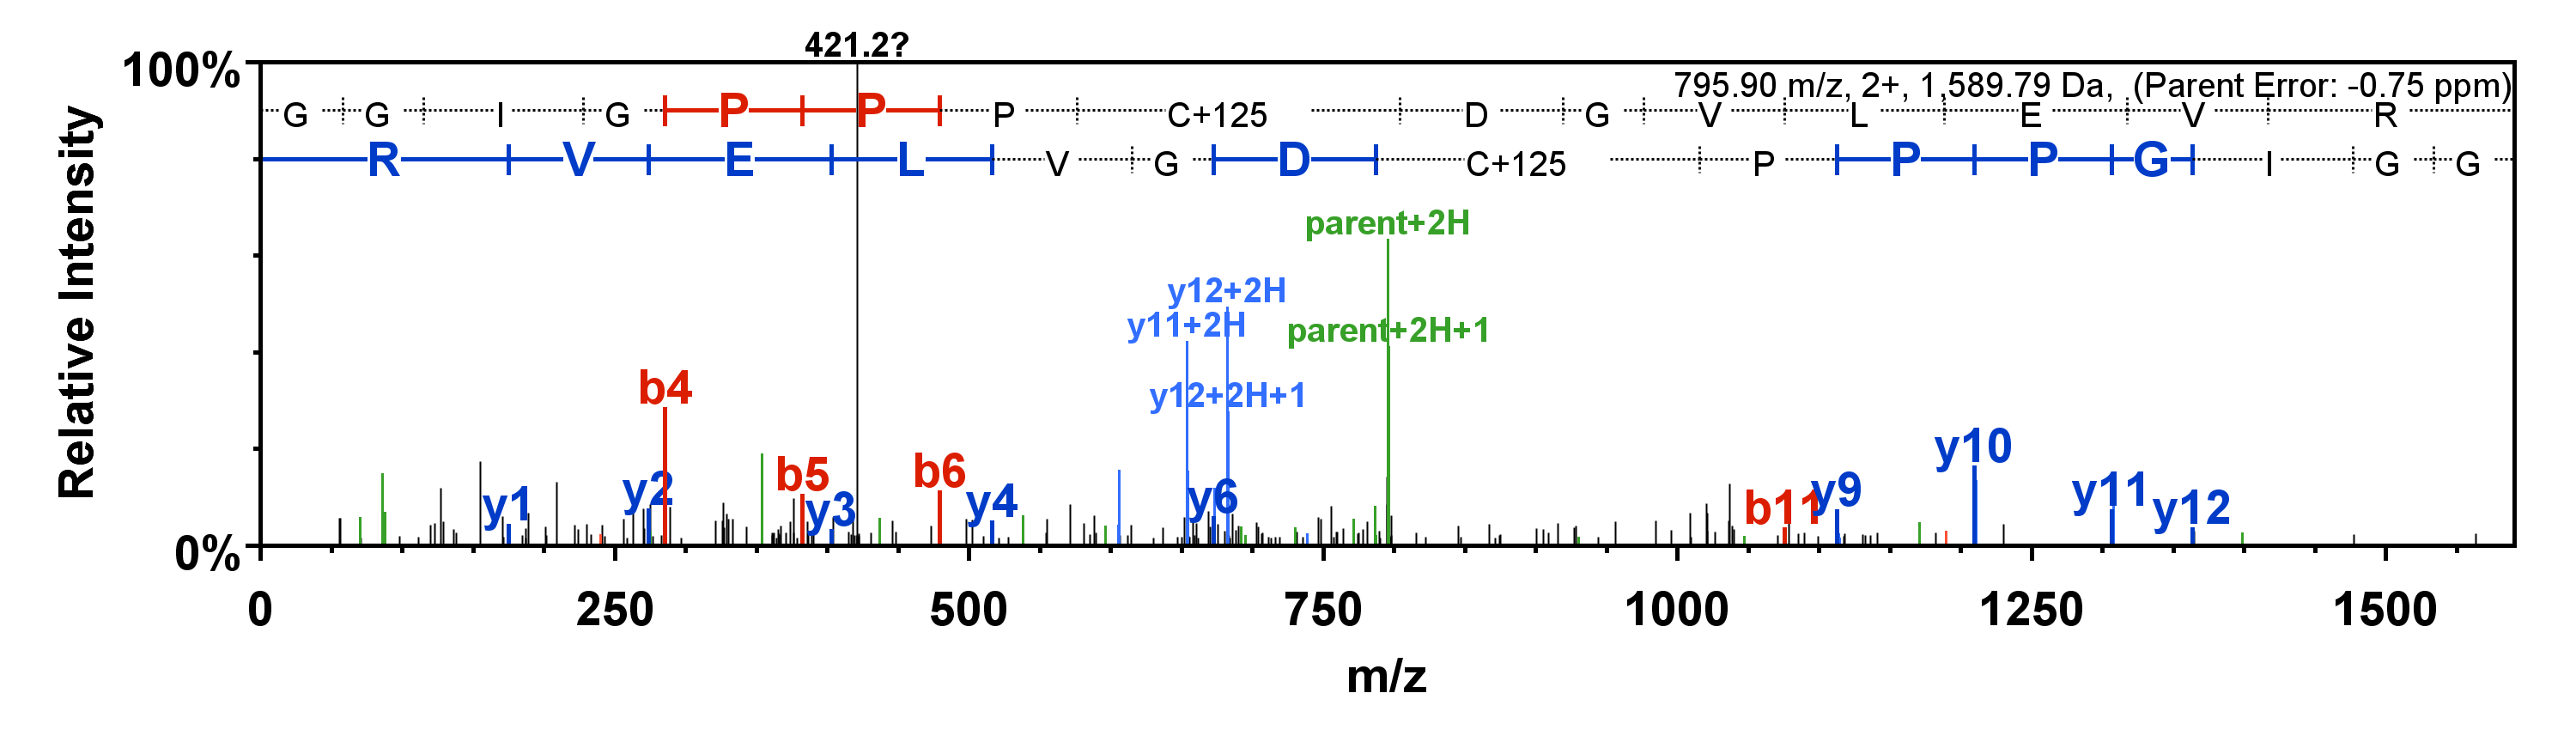 421.2?
100%
795.90 m/z, 2+, 1,589.79 Da, (Parent Error: -0.75 ppm)
G G I G P P P C+125 D G V L E V R
R V E L V G D C+125 P P P G I G G
parent+2H
y12+2H
y11+2H
parent+2H+1
b4
y12+2H+1
y10
b6
b5
y2
y9
y11
y4
y6
y1
y3
b11
y12
0%
0 250 500 750 1000 1250 1500
m/z
Relative Intensity